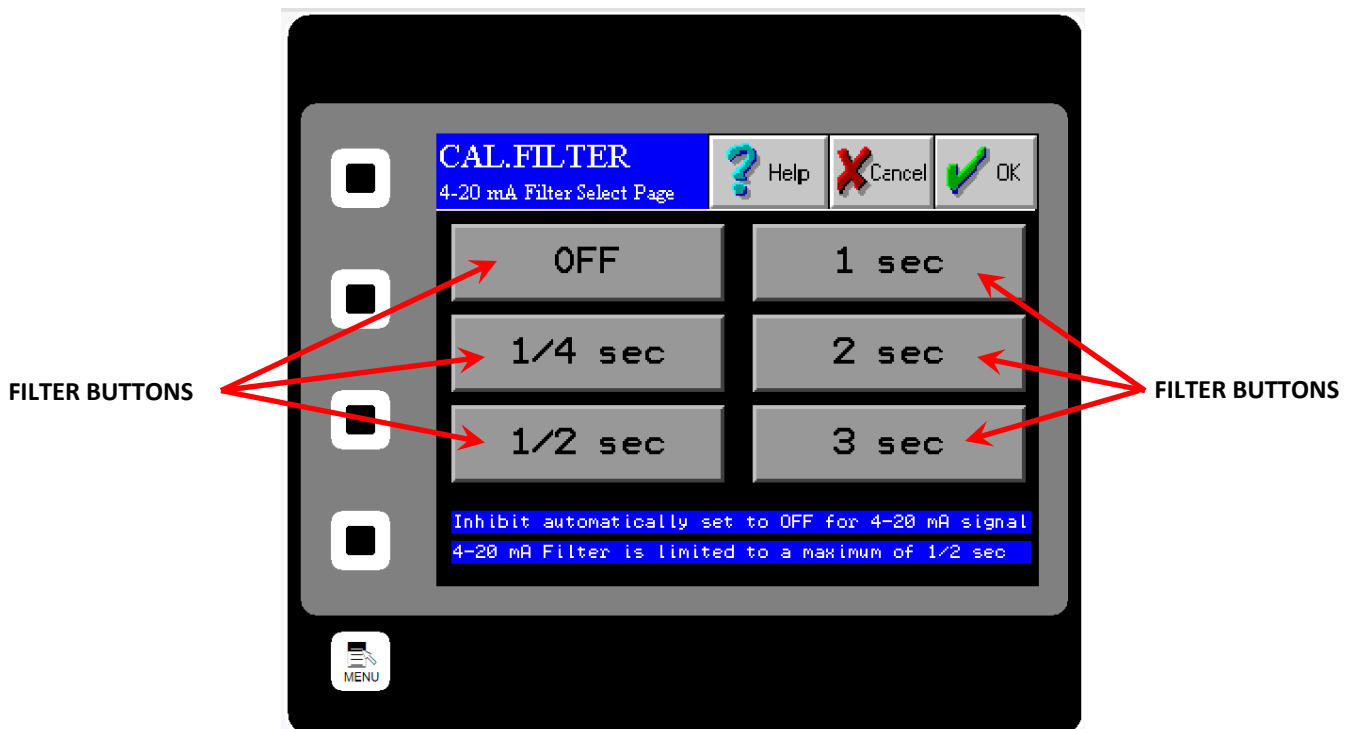 CAL.FILTER
4-20 mA Filter Select Page
Help
Cancel
OK
OFF
1 sec
1/4 sec
2 sec
FILTER BUTTONS
FILTER BUTTONS
1/2 sec
3 sec
Inhibit automatically set to OFF for 4-20 mA signal
4-20 mA Filter is limited to a maximum of 1/2 sec
MENU